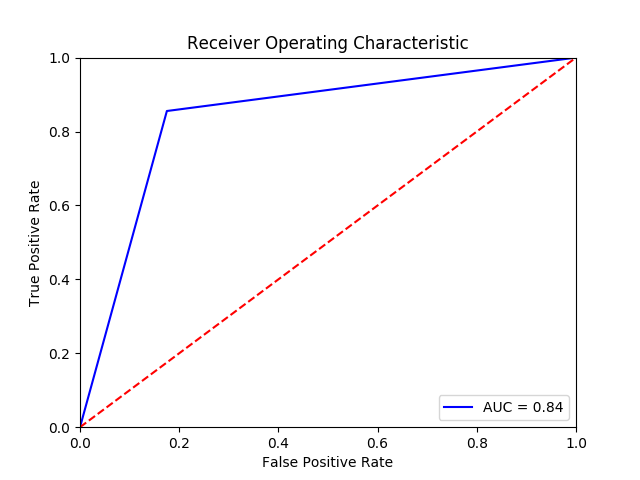 Receiver Operating Characteristic
1.0
0.8
0.6
0.4
0.2
0.0
True Positive Rate
AUC = 0.84
0.0 0.2 0.4 0.6 0.8 1.0
False Positive Rate